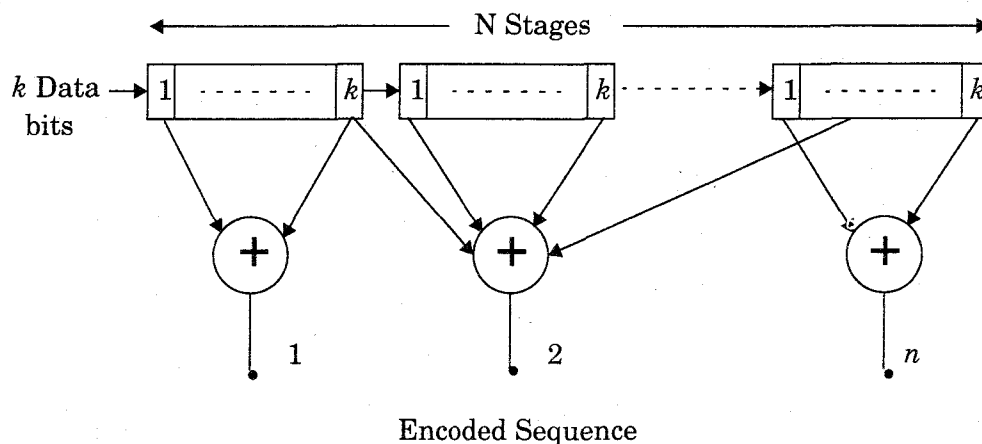 N Stages
k Data bits
1 - - - - - - - k
1 - - - - - - - k
1 - - - - - - - k
+ + +
1 2 n
Encoded Sequence